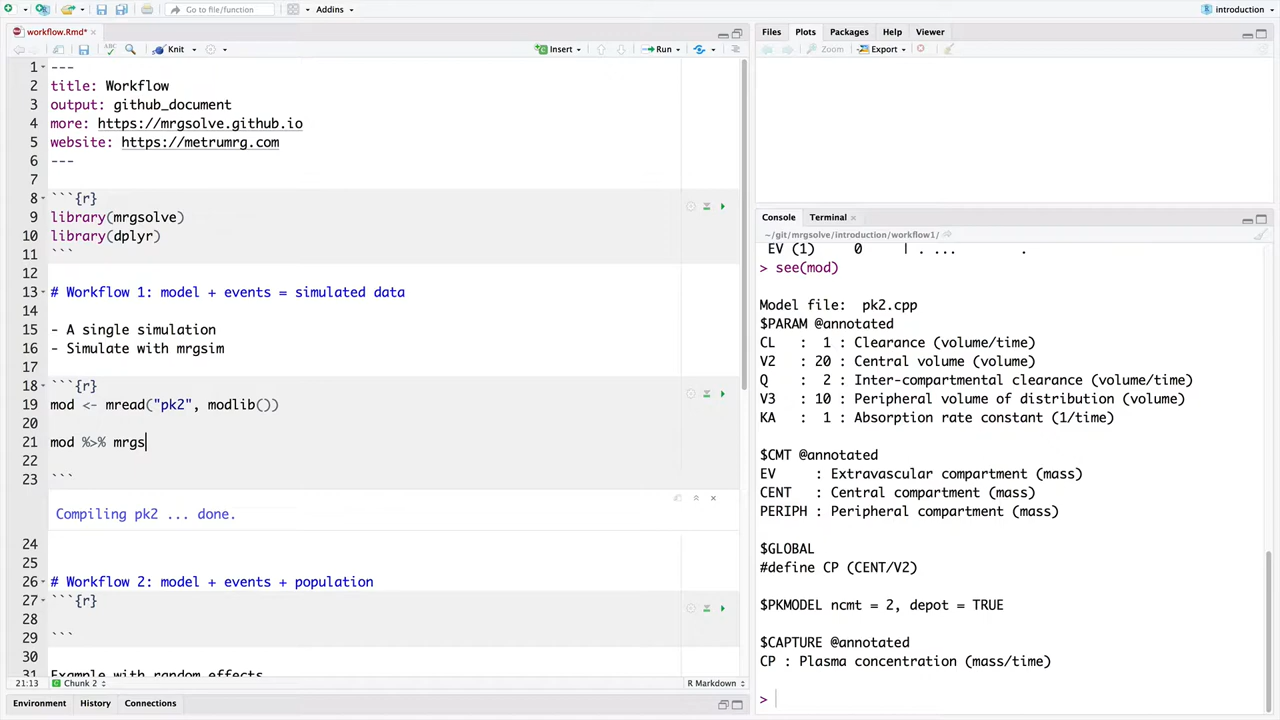 Go to file/function
Addins
introduction
workflow.Rmd*
Knit
Insert
Run
1 ---
2 title: Workflow
3 output: github_document
4 more: https://mrgsolve.github.io
5 website: https://metrumrg.com
6 ---
7
8 ```{r}
9 library(mrgsolve)
10 library(dplyr)
11 ```
12
13 # Workflow 1: model + events = simulated data
14
15 - A single simulation
16 - Simulate with mrgsim
17
18 ```{r}
19 mod <- mread("pk2", modlib())
20
21 mod %>% mrgs
22
23 ```
Compiling pk2 ... done.
24
25
26 # Workflow 2: model + events + population
27 ```{r}
28
29 ```
30
31 Example with random effects
21:13 Chunk 2 R Markdown
Environment History Connections
Files Plots Packages Help Viewer
Zoom Export
Console Terminal
~/git/mrgsolve/introduction/workflow1/
EV (1) 0 | . ... .
> see(mod)
Model file: pk2.cpp
$PARAM @annotated
CL : 1 : Clearance (volume/time)
V2 : 20 : Central volume (volume)
Q : 2 : Inter-compartmental clearance (volume/time)
V3 : 10 : Peripheral volume of distribution (volume)
KA : 1 : Absorption rate constant (1/time)
$CMT @annotated
EV : Extravascular compartment (mass)
CENT : Central compartment (mass)
PERIPH : Peripheral compartment (mass)
$GLOBAL
#define CP (CENT/V2)
$PKMODEL ncmt = 2, depot = TRUE
$CAPTURE @annotated
CP : Plasma concentration (mass/time)
>